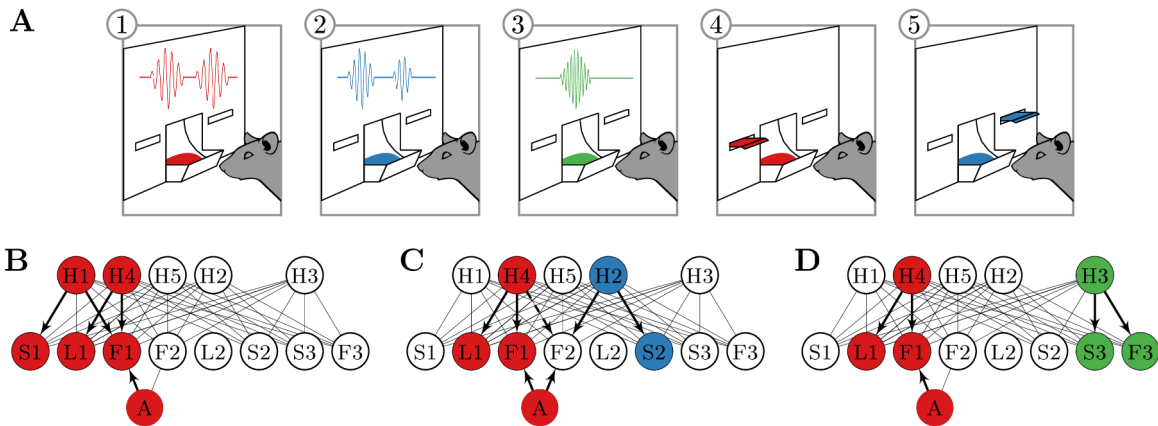 A
1 2 3 4 5
B C D
H1 H4 H5 H2 H3 H1 H4 H5 H2 H3 H1 H4 H5 H2 H3
S1 L1 F1 F2 L2 S2 S3 F3 S1 L1 F1 F2 L2 S2 S3 F3 S1 L1 F1 F2 L2 S2 S3 F3
A A A